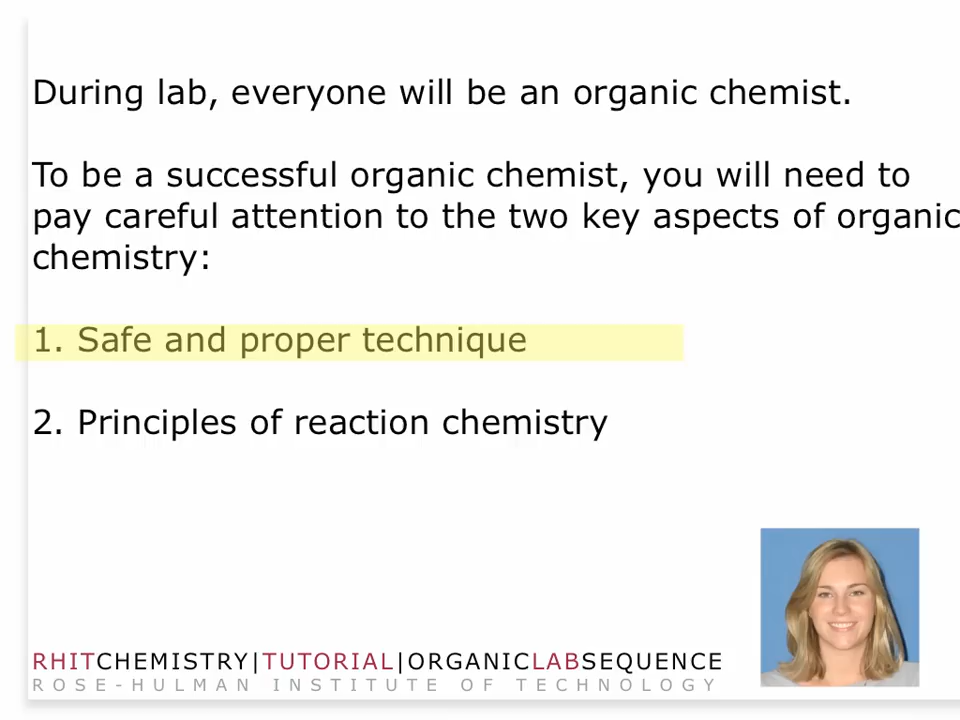 During lab, everyone will be an organic chemist.
To be a successful organic chemist, you will need to
pay careful attention to the two key aspects of organic
chemistry:
1. Safe and proper technique
2. Principles of reaction chemistry
RHITCHEMISTRY|TUTORIAL|ORGANICLABSEQUENCE
ROSE-HULMAN INSTITUTE OF TECHNOLOGY